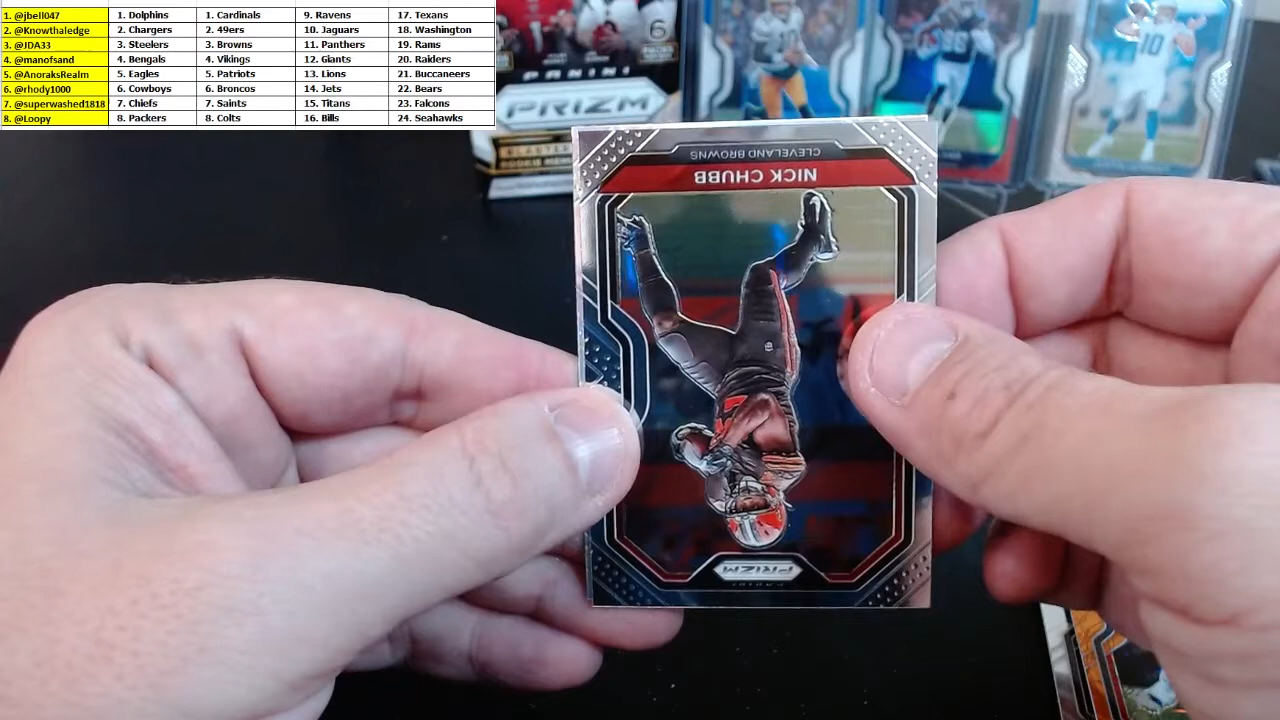 1. @jbell047 1. Dolphins 1. Cardinals 9. Ravens 17. Texans
2. @Knowthaledge 2. Chargers 2. 49ers 10. Jaguars 18. Washington
3. @JDA33 3. Steelers 3. Browns 11. Panthers 19. Rams
4. @manofsand 4. Bengals 4. Vikings 12. Giants 20. Raiders
5. @AnoraksRealm 5. Eagles 5. Patriots 13. Lions 21. Buccaneers
6. @rhody1000 6. Cowboys 6. Broncos 14. Jets 22. Bears
7. @superwashed1818 7. Chiefs 7. Saints 15. Titans 23. Falcons
8. @Loopy 8. Packers 8. Colts 16. Bills 24. Seahawks
6
PANINI
PRIZM
BLASTER
10
CLEVELAND BROWNS
NICK CHUBB
PANINI
PRIZM